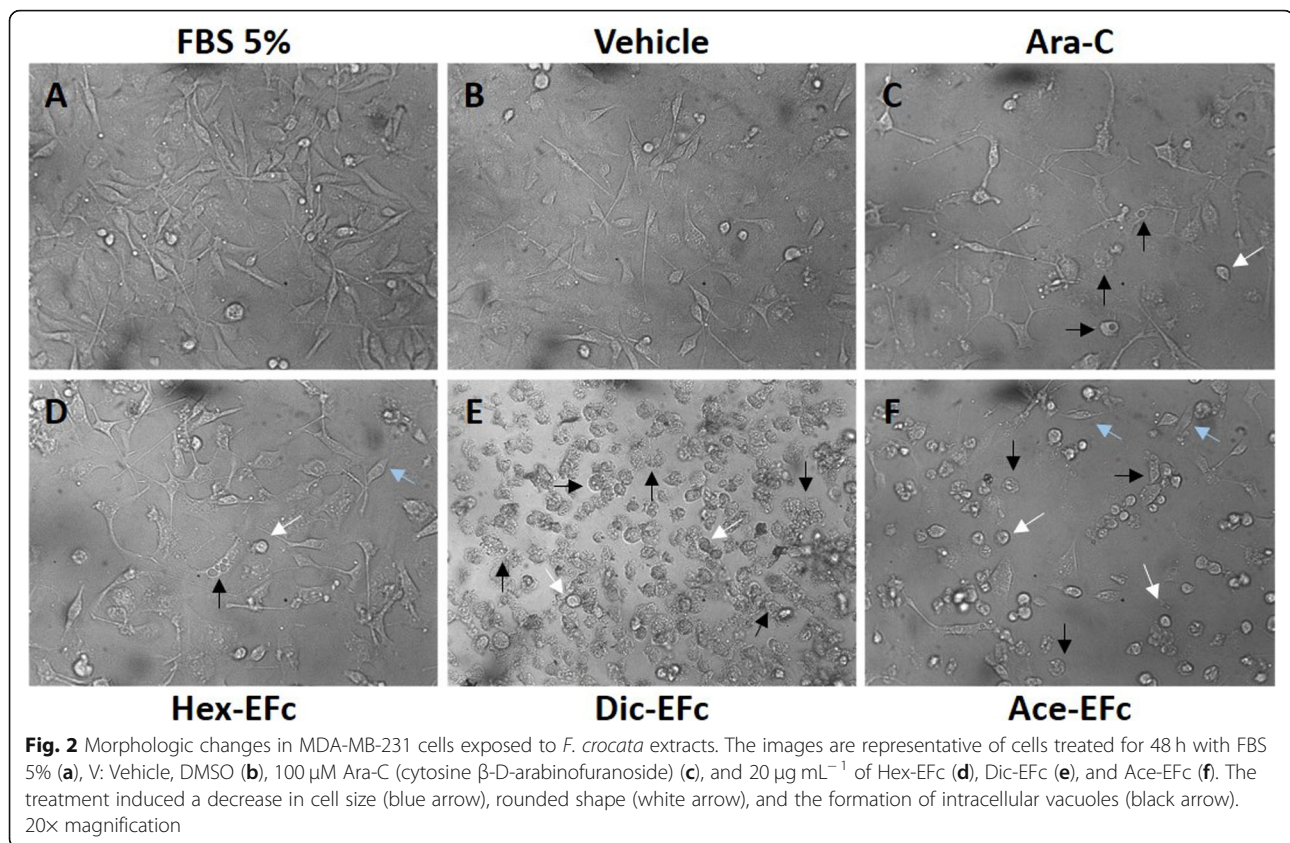 FBS 5% Vehicle Ara-C
A B C
D E F
Hex-EFc Dic-EFc Ace-EFc
Fig. 2 Morphologic changes in MDA-MB-231 cells exposed to F. crocata extracts. The images are representative of cells treated for 48 h with FBS
5% (a), V: Vehicle, DMSO (b), 100 μM Ara-C (cytosine β-D-arabinofuranoside) (c), and 20 μg mL⁻¹ of Hex-EFc (d), Dic-EFc (e), and Ace-EFc (f). The
treatment induced a decrease in cell size (blue arrow), rounded shape (white arrow), and the formation of intracellular vacuoles (black arrow).
20× magnification